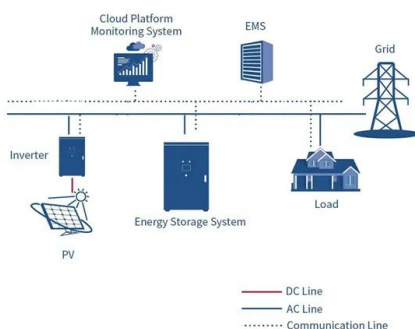 Cloud Platform
Monitoring System
EMS
Grid
Inverter
Energy Storage System
Load
PV
DC Line
AC Line
Communication Line